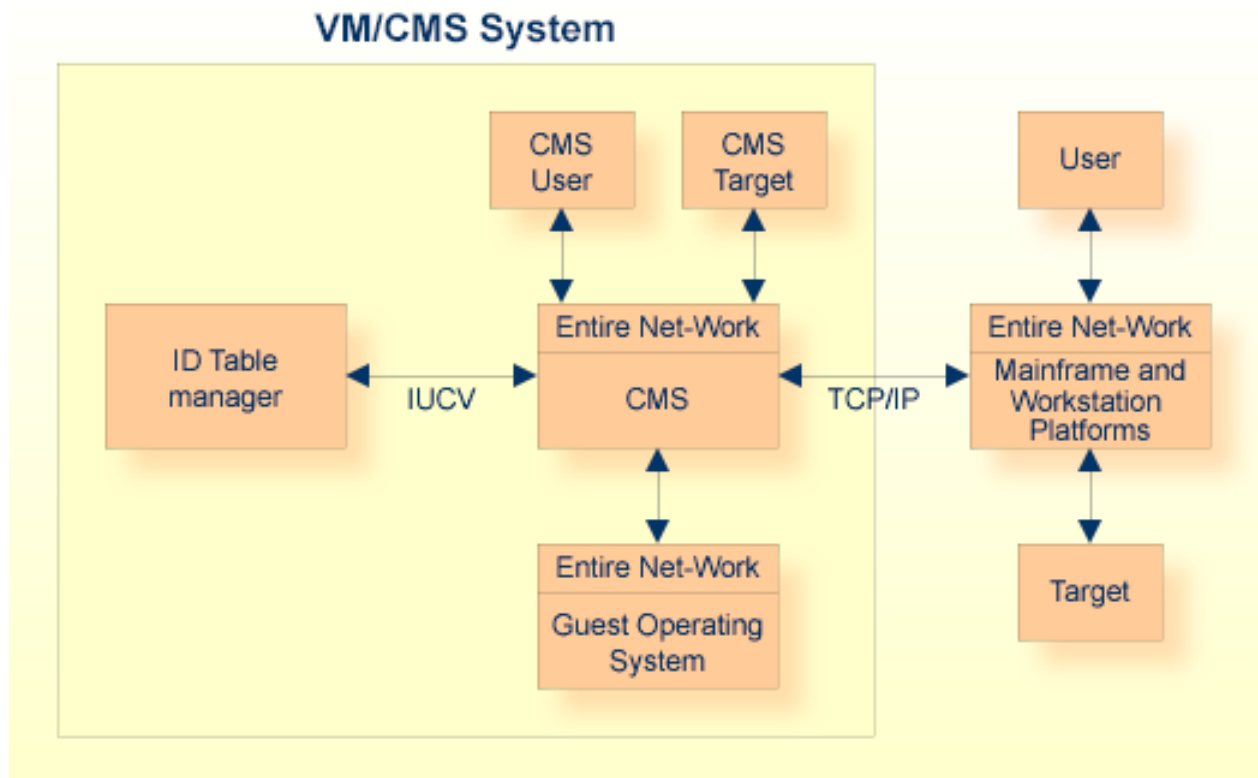 VM/CMS System
CMS
User
CMS
Target
User
ID Table
manager
IUCV
Entire Net-Work
CMS
TCP/IP
Entire Net-Work
Mainframe and
Workstation
Platforms
Entire Net-Work
Guest Operating
System
Target